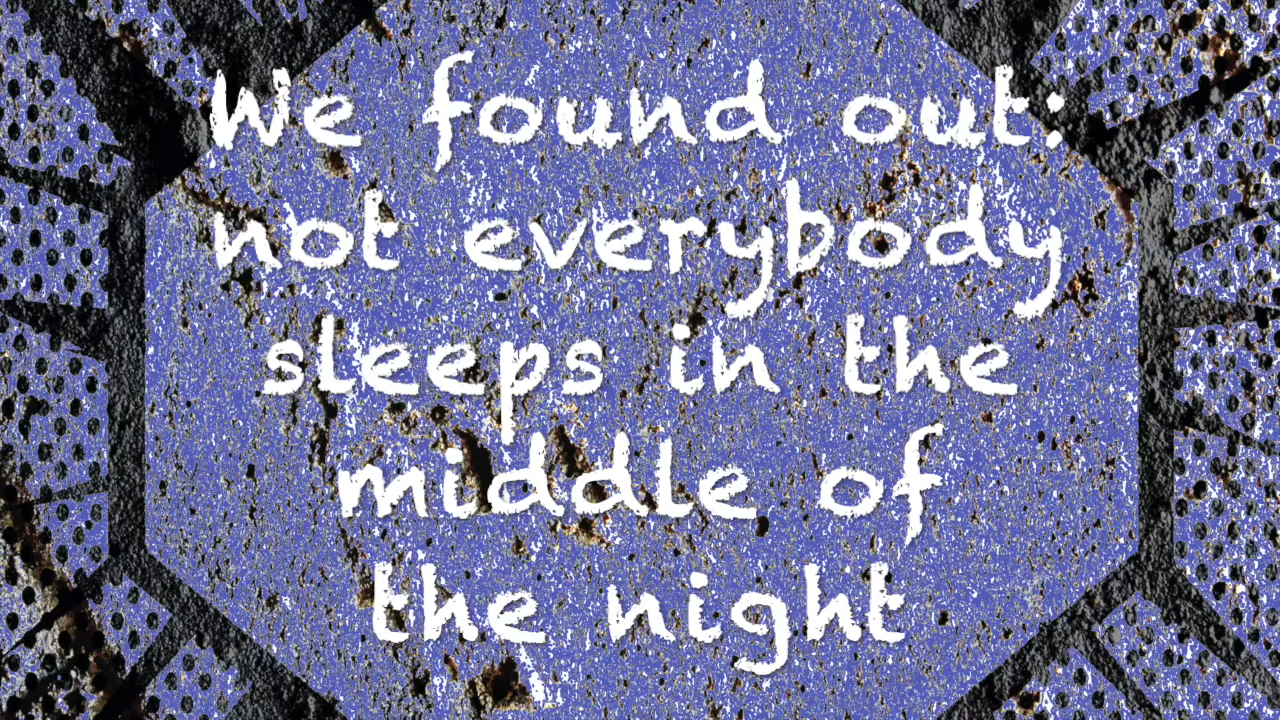 We found out:
not everybody
sleeps in the
middle of
the night